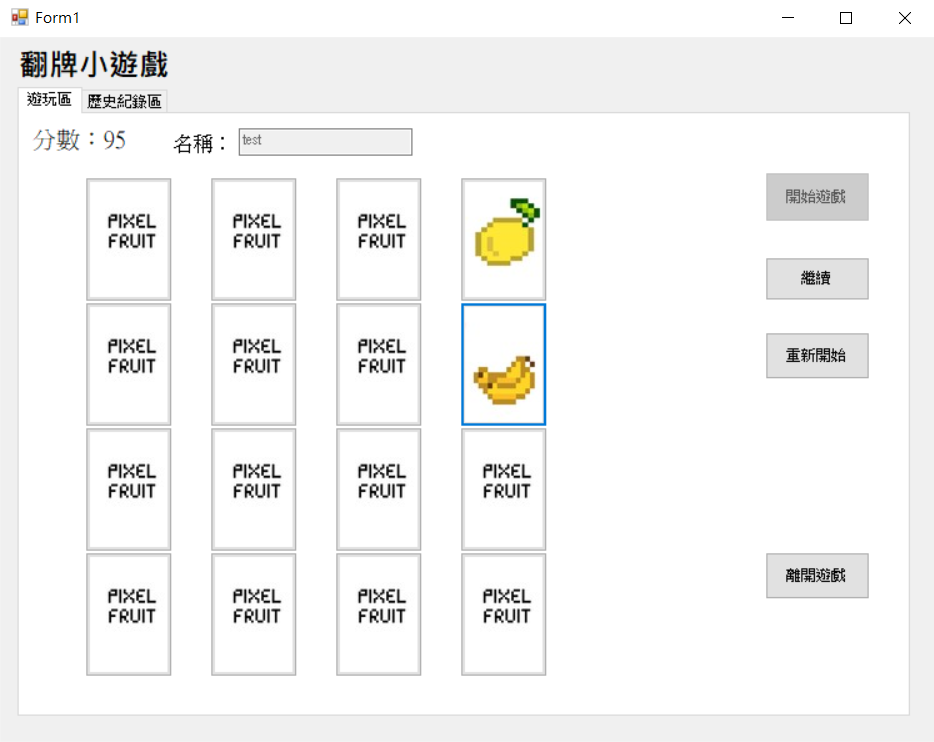 Form1
翻牌小遊戲
遊玩區 歷史紀錄區
分數：95 名稱： test
開始遊戲
PIXEL PIXEL PIXEL
FRUIT FRUIT FRUIT
繼續
PIXEL PIXEL PIXEL
FRUIT FRUIT FRUIT
重新開始
PIXEL PIXEL PIXEL PIXEL
FRUIT FRUIT FRUIT FRUIT
離開遊戲
PIXEL PIXEL PIXEL PIXEL
FRUIT FRUIT FRUIT FRUIT